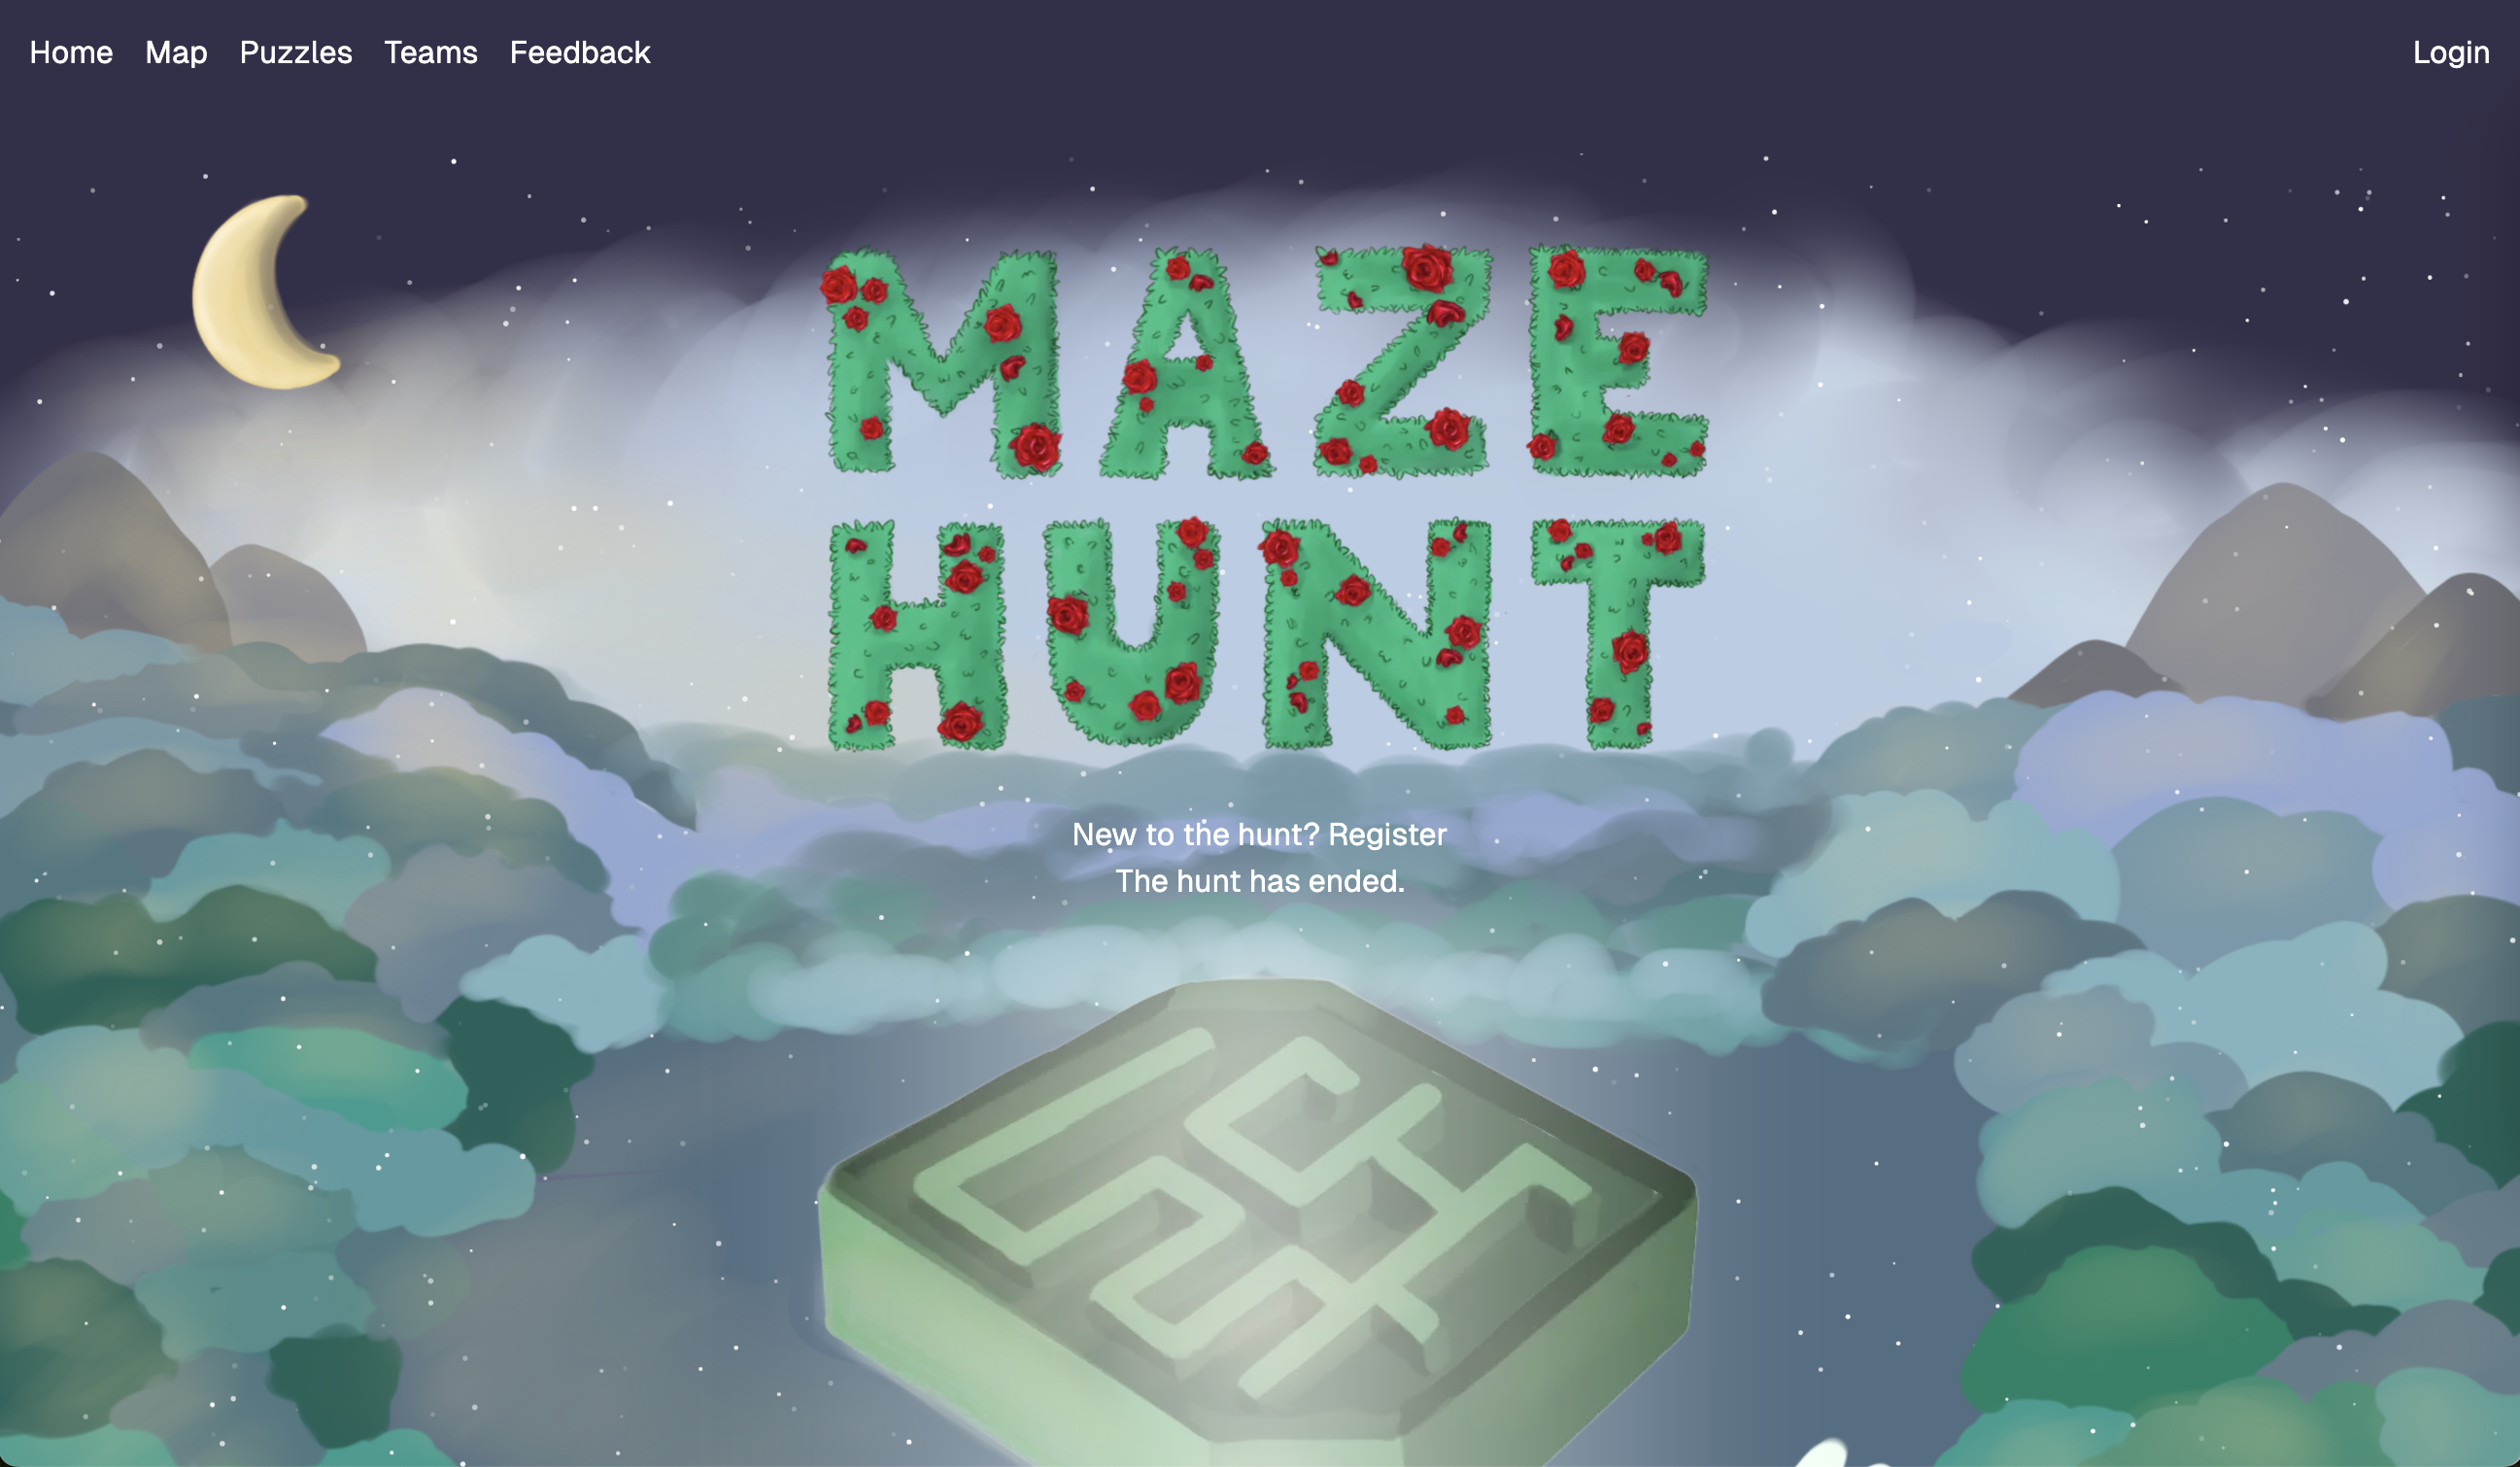 Home Map Puzzles Teams Feedback Login
MAZE
HUNT
New to the hunt? Register
The hunt has ended.